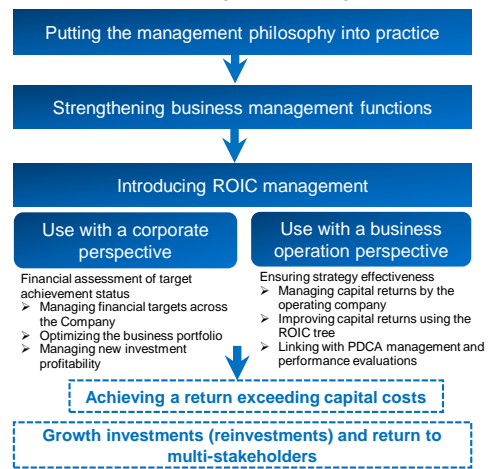 Putting the management philosophy into practice
Strengthening business management functions
Introducing ROIC management
Use with a corporate
perspective
Financial assessment of target
achievement status
➢ Managing financial targets across
the Company
➢ Optimizing the business portfolio
➢ Managing new investment
profitability
Use with a business
operation perspective
Ensuring strategy effectiveness
➢ Managing capital returns by the
operating company
➢ Improving capital returns using the
ROIC tree
➢ Linking with PDCA management and
performance evaluations
Achieving a return exceeding capital costs
Growth investments (reinvestments) and return to
multi-stakeholders